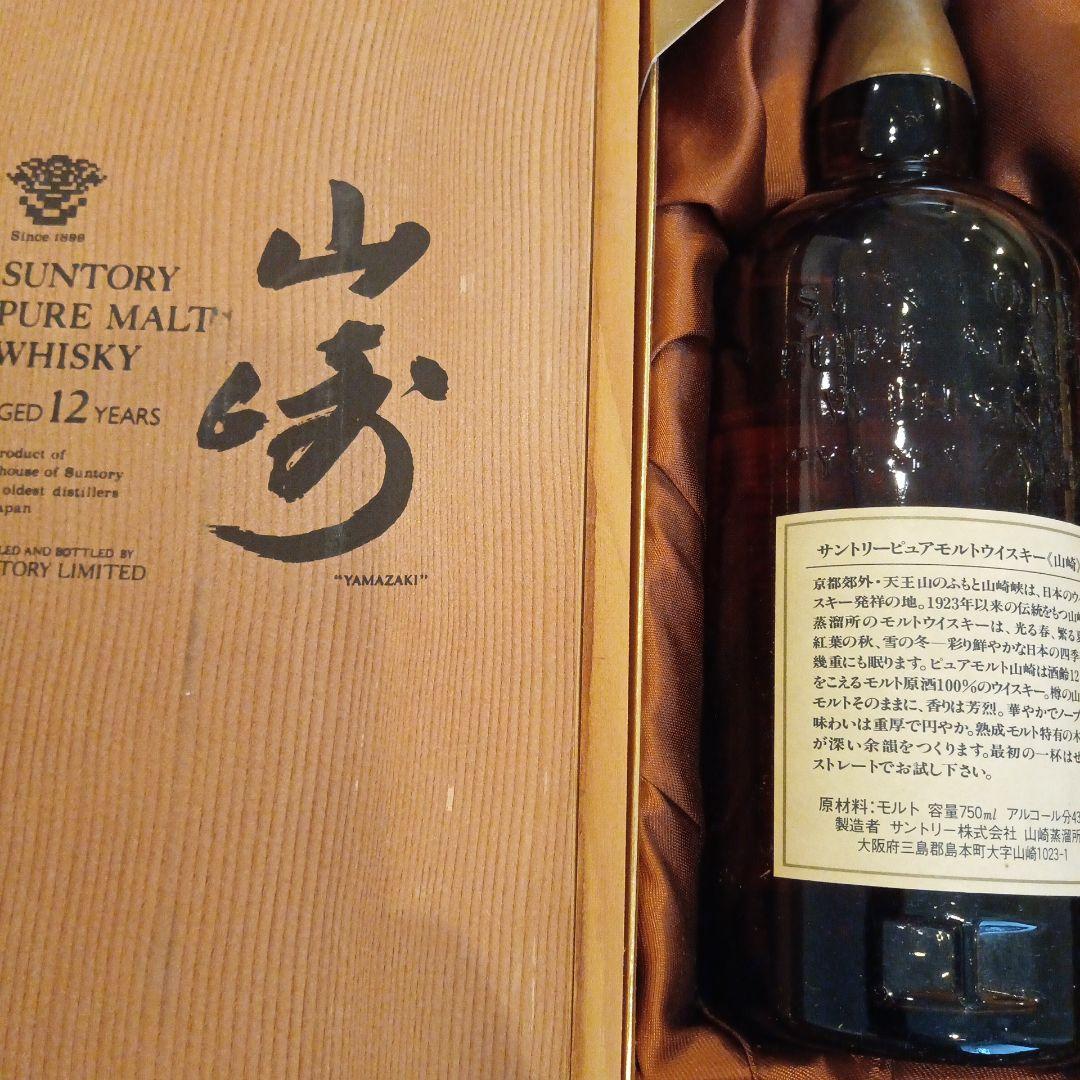 Since 1899
SUNTORY
PURE MALT
WHISKY
AGED 12 YEARS
product of
house of Suntory
oldest distillers
Japan
LED AND BOTTLED BY
TORY LIMITED
山崎
"YAMAZAKI"
サントリーピュアモルトウイスキー《山崎》
京都郊外・天王山のふもと山崎峡は、日本のウ
スキー発祥の地。1923年以来の伝統をもつ山
蒸溜所のモルトウイスキーは、光る春、繁る
紅葉の秋、雪の冬―彩り鮮やかな日本の四季
幾重にも眠ります。ピュアモルト山崎は酒齢12
をこえるモルト原酒100%のウイスキー。樽の山
モルトそのままに、香りは芳烈。華やかでノー
味わいは重厚で円やか。熟成モルト特有の木
が深い余韻をつくります。最初の一杯はぜ
ストレートでお試し下さい。
原材料:モルト 容量750ml アルコール分43
製造者 サントリー株式会社 山崎蒸溜所
大阪府三島郡島本町大字山崎1023-1